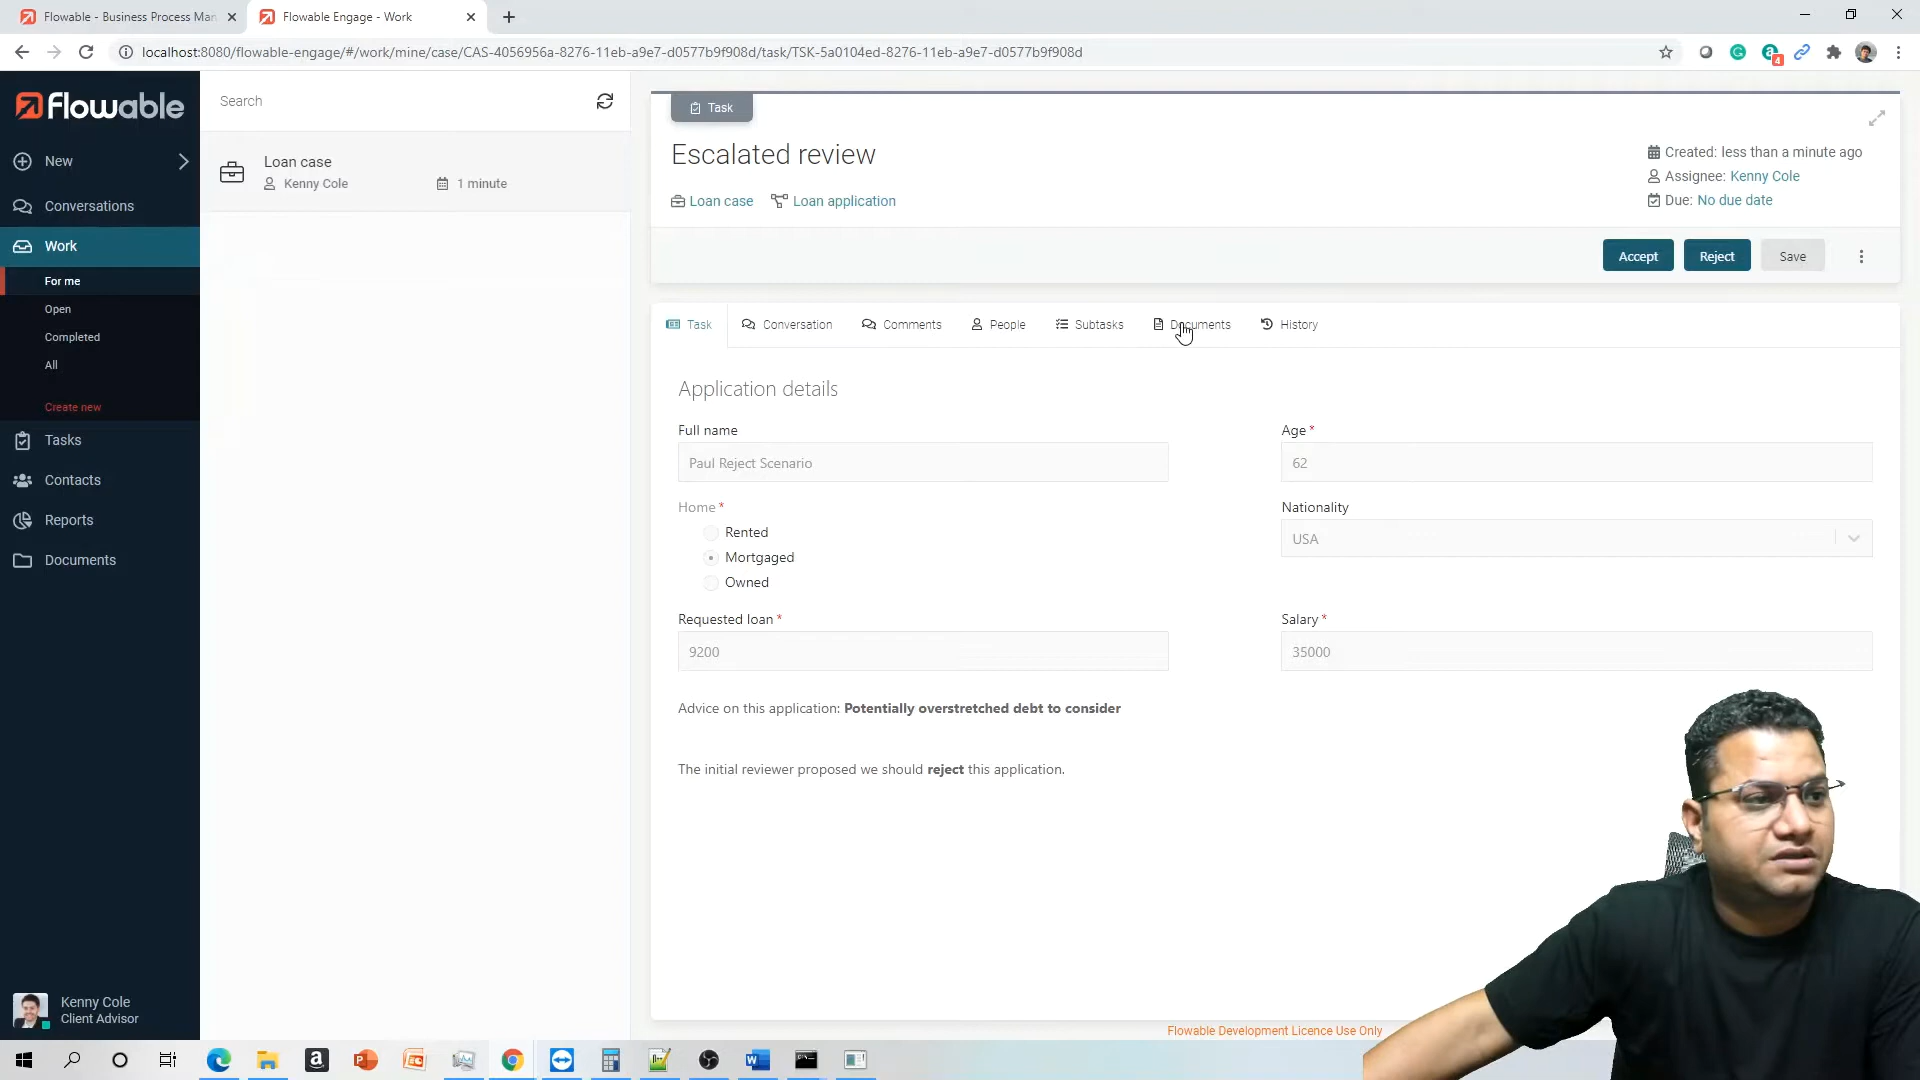 Flowable - Business Process Man
Flowable Engage - Work
localhost:8080/flowable-engage/#/work/mine/case/CAS-4056956a-8276-11eb-a9e7-d0577b9f908d/task/TSK-5a0104ed-8276-11eb-a9e7-d0577b9f908d
4
Flowable
New
Conversations
Work
For me
Open
Completed
All
Create new
Tasks
Contacts
Reports
Documents
Kenny Cole
Client Advisor
Search
Loan case
Kenny Cole
1 minute
Task
Escalated review
Loan case
Loan application
Created: less than a minute ago
Assignee: Kenny Cole
Due: No due date
Accept
Reject
Save
Task
Conversation
Comments
People
Subtasks
Documents
History
Application details
Full name
Paul Reject Scenario
Age *
62
Home *
Rented
Mortgaged
Owned
Nationality
USA
Requested loan *
9200
Salary *
35000
Advice on this application: Potentially overstretched debt to consider
The initial reviewer proposed we should reject this application.
Flowable Development Licence Use Only